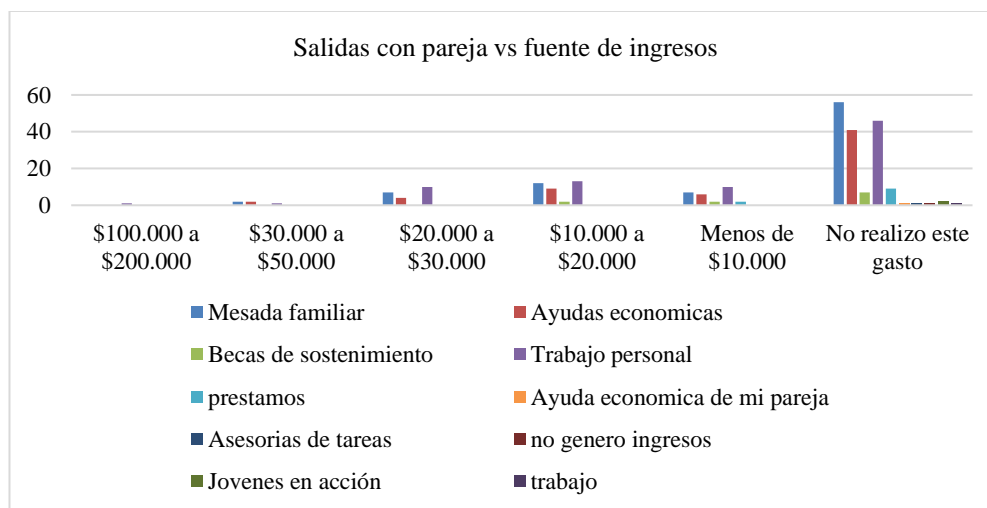 Salidas con pareja vs fuente de ingresos
60
40
20
0
$100.000 a
$200.000
$30.000 a
$50.000
$20.000 a
$30.000
$10.000 a
$20.000
Menos de
$10.000
No realizo este
gasto
Mesada familiar
Ayudas economicas
Becas de sostenimiento
Trabajo personal
prestamos
Ayuda economica de mi pareja
Asesorias de tareas
no genero ingresos
Jovenes en acción
trabajo